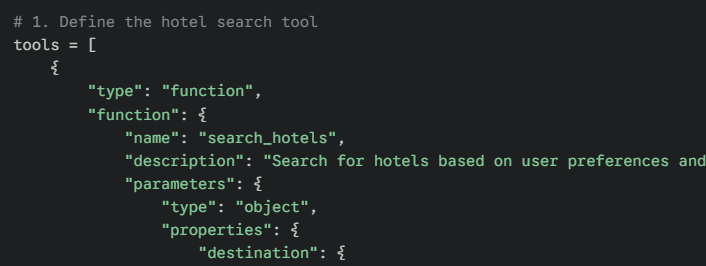 # 1. Define the hotel search tool
tools = [
    {
        "type": "function",
        "function": {
            "name": "search_hotels",
            "description": "Search for hotels based on user preferences and
            "parameters": {
                "type": "object",
                "properties": {
                    "destination": {